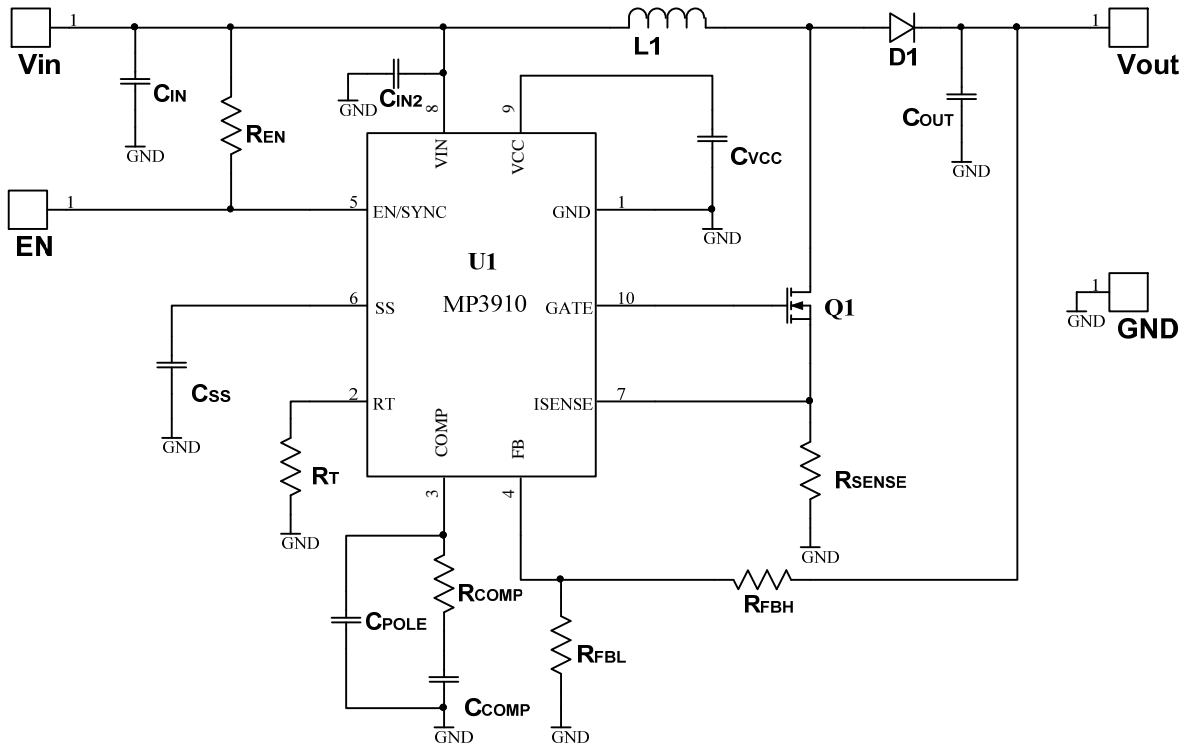 1
Vin
CIN
GND
REN
GND
CIN2
8
9
L1
D1
1
Vout
COUT
GND
VIN
VCC
CVCC
1
EN
5
EN/SYNC
GND
1
GND
U1
MP3910
6
SS
GATE
10
Q1
1
GND
GND
CSS
GND
2
RT
ISENSE
7
COMP
FB
RT
GND
RSENSE
GND
3
4
RCOMP
CPOLE
CCOMP
GND
RFBL
GND
RFBH